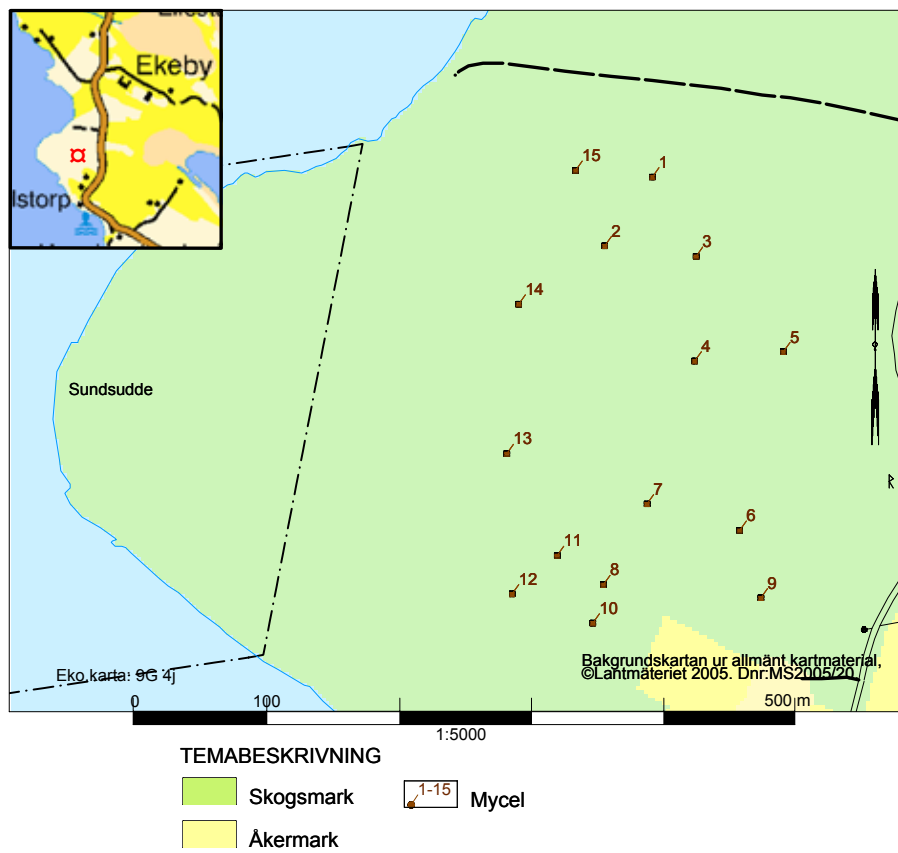 Ekeby
lstorp
15
1
2
3
14
4
5
Sundsudde
13
7
R
6
11
8
12
9
10
Bakgrundskartan ur allmänt kartmaterial,
©Lantmäteriet 2005. Dnr:MS2005/20
Eko karta: 9G 4j
0 100 500 m
1:5000
TEMABESKRIVNING
Skogsmark
1-15
Mycel
Åkermark